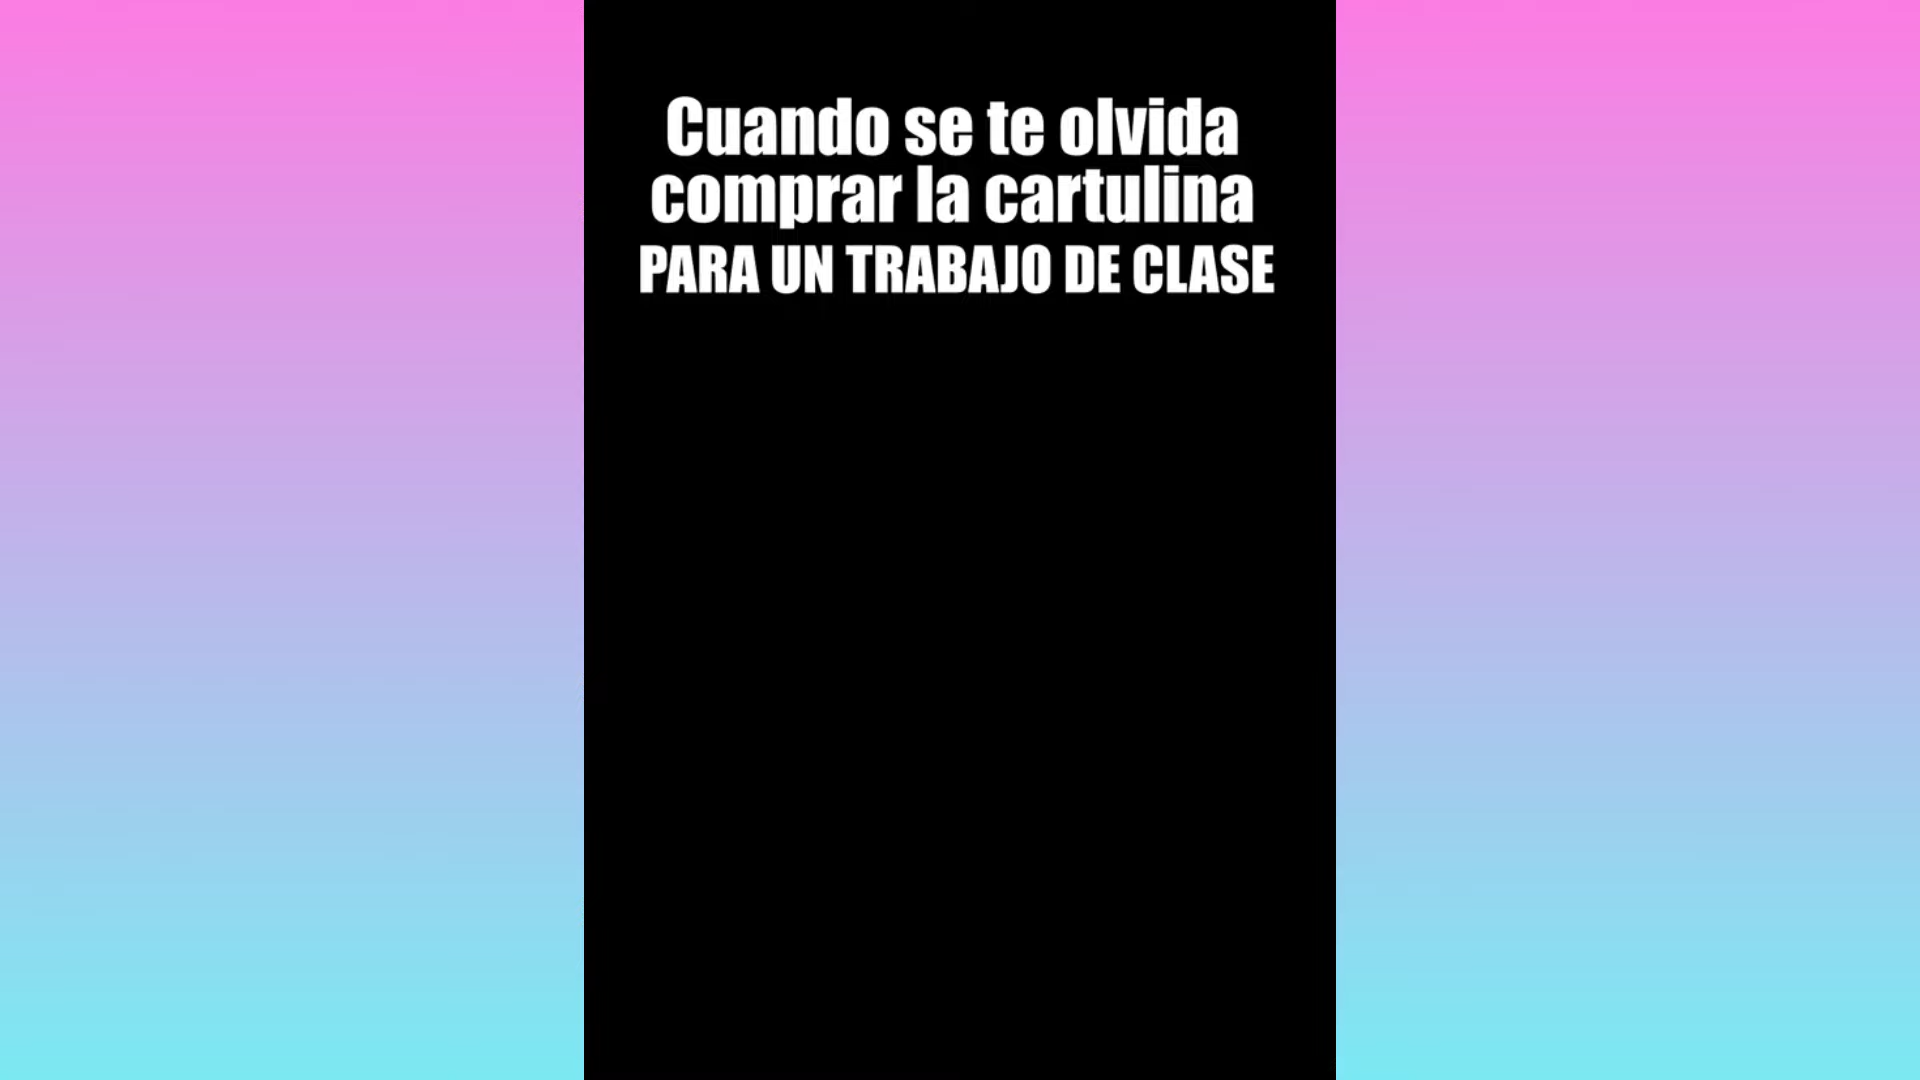 Cuando se te olvida
comprar la cartulina
PARA UN TRABAJO DE CLASE